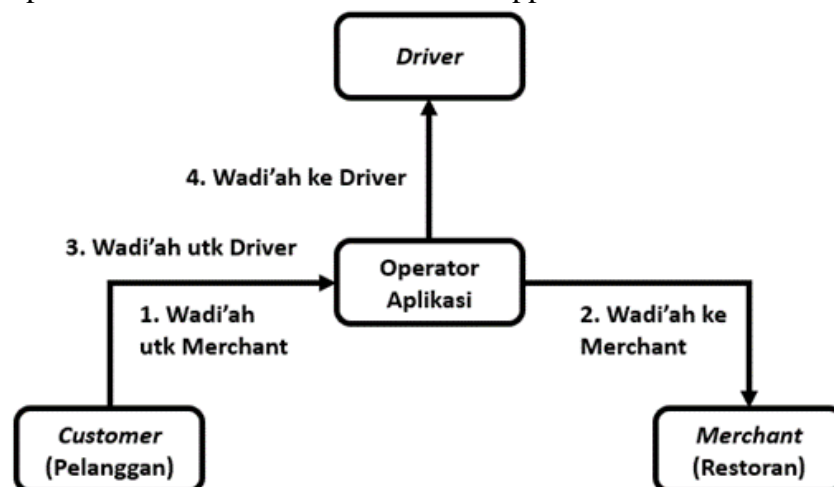 Driver
4. Wadi'ah ke Driver
3. Wadi'ah utk Driver
Operator
Aplikasi
1. Wadi'ah
utk Merchant
2. Wadi'ah ke
Merchant
Customer
(Pelanggan)
Merchant
(Restoran)